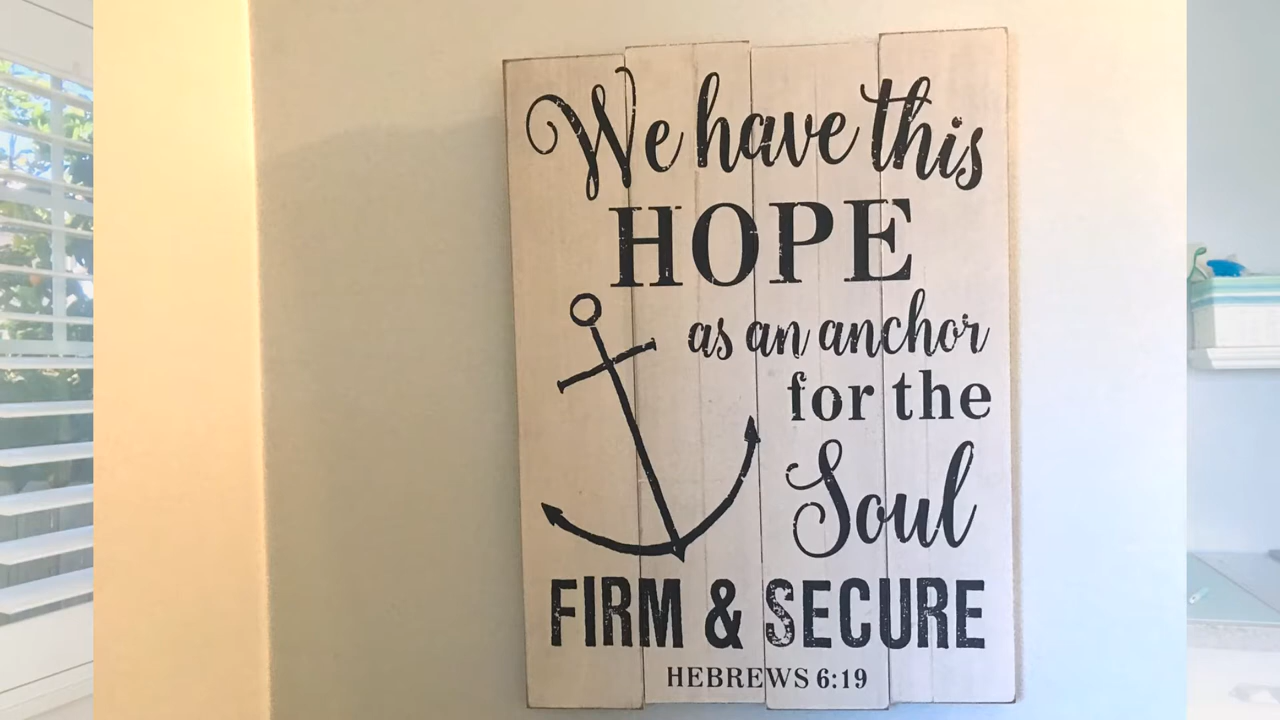 We have this
HOPE
as an anchor
for the
Soul
FIRM & SECURE
HEBREWS 6:19